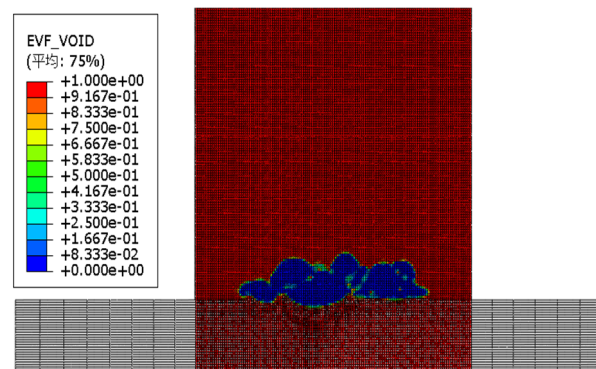 EVF_VOID
(平均: 75%)
+1.000e+00
+9.167e-01
+8.333e-01
+7.500e-01
+6.667e-01
+5.833e-01
+5.000e-01
+4.167e-01
+3.333e-01
+2.500e-01
+1.667e-01
+8.333e-02
+0.000e+00